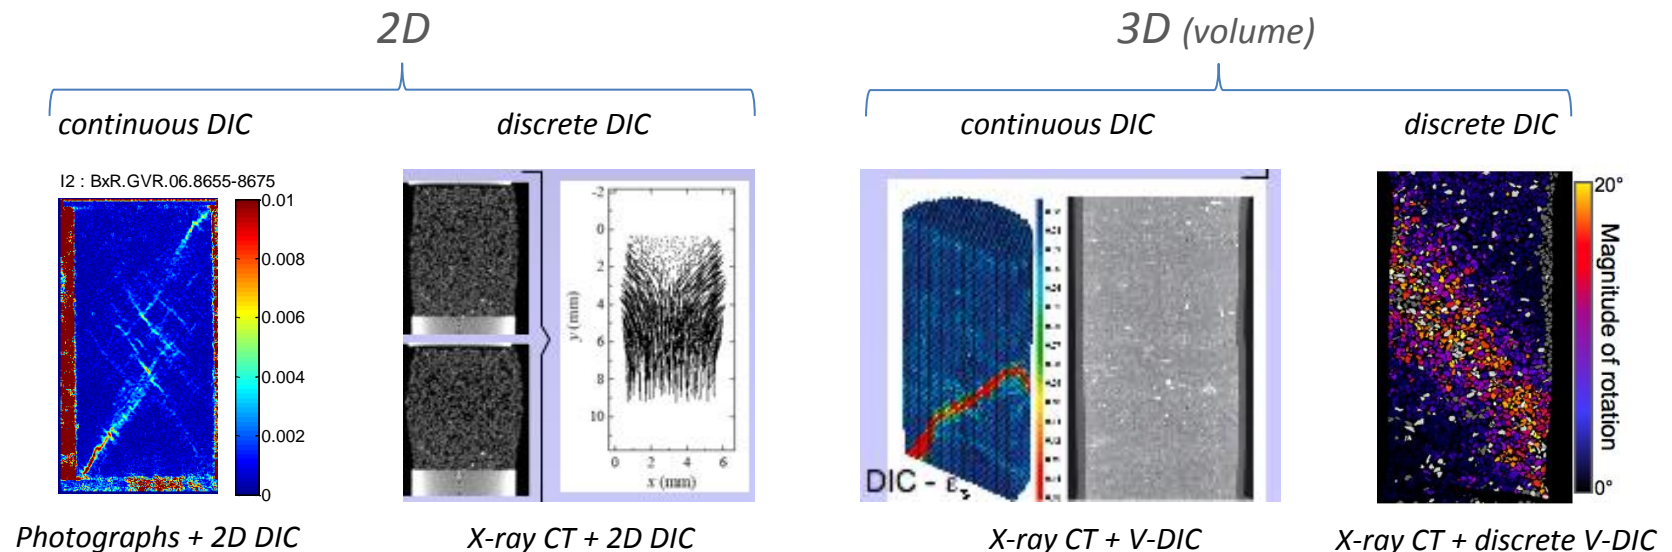 2D
3D (volume)
continuous DIC
discrete DIC
continuous DIC
discrete DIC
I2 : BxR.GVR.06.8655-8675
0.01
0.008
0.006
0.004
0.002
0
-2
0
2
4
6
8
10
y (mm)
0 2 4 6
x (mm)
DIC - ε
20°
Magnitude of rotation
0°
Photographs + 2D DIC
X-ray CT + 2D DIC
X-ray CT + V-DIC
X-ray CT + discrete V-DIC